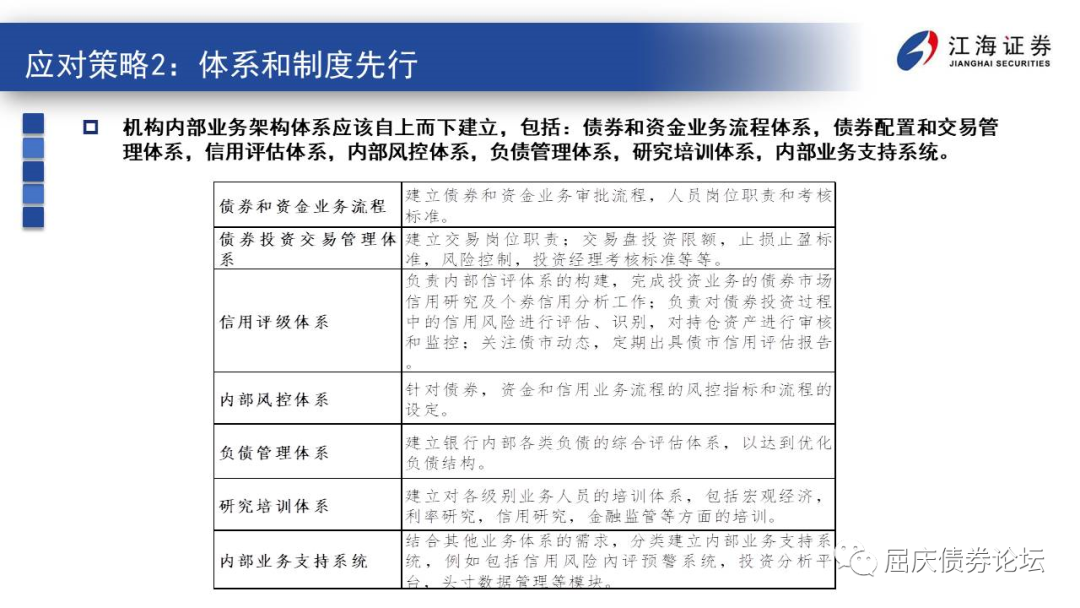 应对策略2：体系和制度先行
江海证券
JIANGHAI SECURITIES
机构内部业务架构体系应该自上而下建立，包括：债券和资金业务流程体系，债券配置和交易管
理体系，信用评估体系，内部风控体系，负债管理体系，研究培训体系，内部业务支持系统。
债券和资金业务流程
建立债券和资金业务审批流程，人员岗位职责和考核
标准。
债券投资交易管理体
系
建立交易岗位职责；交易盘投资限额，止损止盈标
准，风险控制，投资经理考核标准等等。
信用评级体系
负责内部信评体系的构建，完成投资业务的债券市场
信用研究及个券信用分析工作；负责对债券投资过程
中的信用风险进行评估、识别，对持仓资产进行审核
和监控；关注债市动态，定期出具债市信用评估报告
。
内部风控体系
针对债券，资金和信用业务流程的风控指标和流程的
设定。
负债管理体系
建立银行内部各类负债的综合评估体系，以达到优化
负债结构。
研究培训体系
建立对各级别业务人员的培训体系，包括宏观经济，
利率研究，信用研究，金融监管等方面的培训。
内部业务支持系统
结合其他业务体系的需求，分类建立内部业务支持系
统，例如包括信用风险内评预警系统，投资分析平
台，头寸数据管理等模块。
屈庆债券论坛